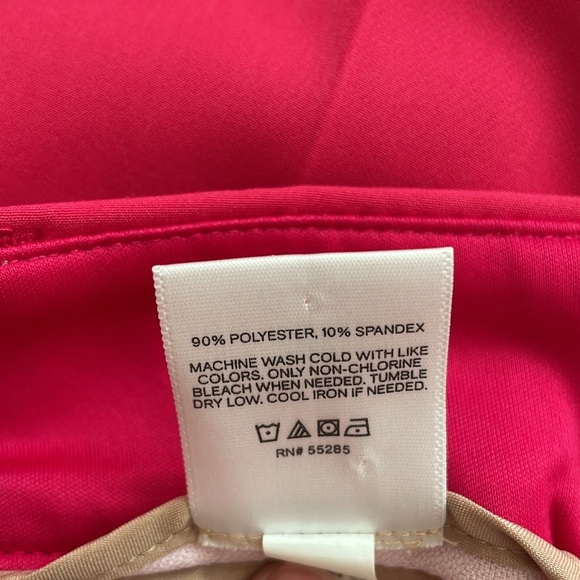 90% POLYESTER, 10% SPANDEX
MACHINE WASH COLD WITH LIKE
COLORS. ONLY NON-CHLORINE
BLEACH WHEN NEEDED. TUMBLE
DRY LOW. COOL IRON IF NEEDED.
RN# 55285